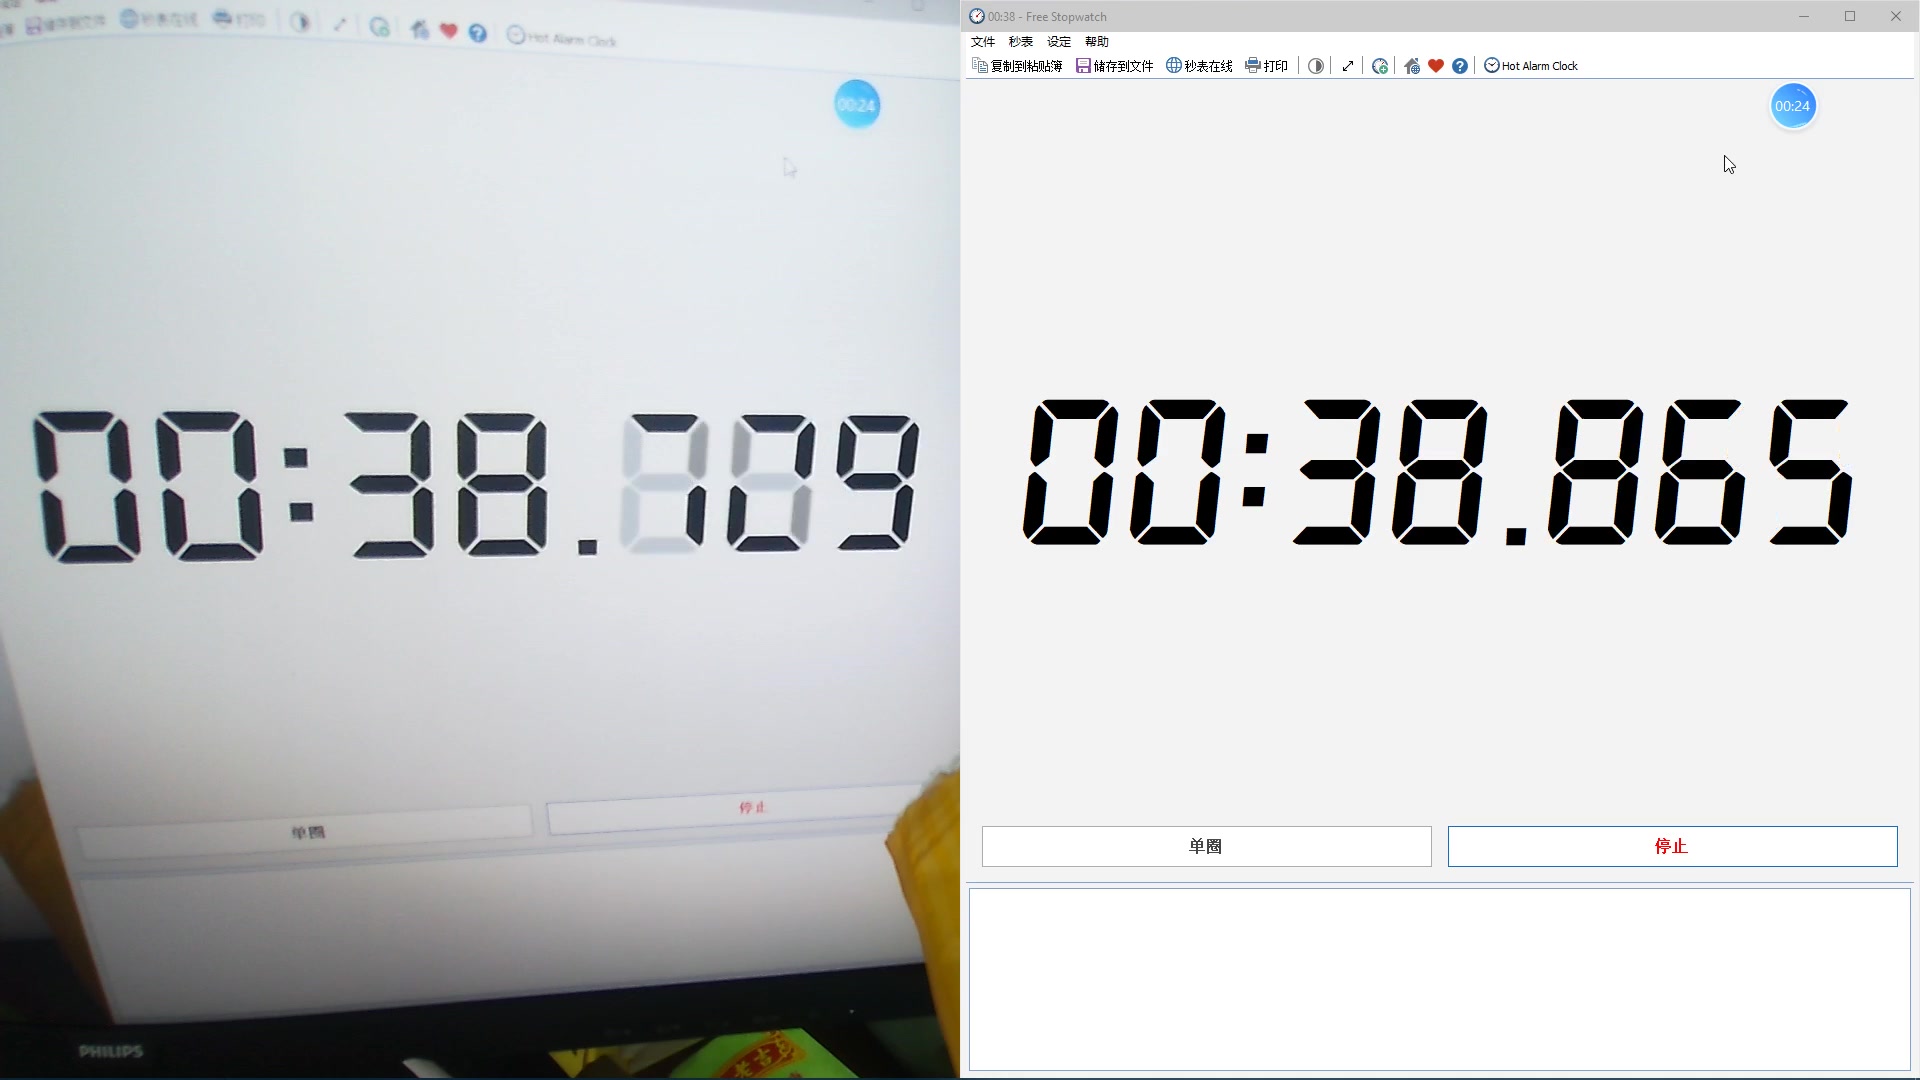 储存到文件 秒表在线 打印 Hot Alarm Clock
00:24
00:38.
单圈 停止
PHILIPS
00:38 - Free Stopwatch
文件 秒表 设定 帮助
复制到粘贴簿 储存到文件 秒表在线 打印 Hot Alarm Clock
00:24
00:38.865
单圈 停止